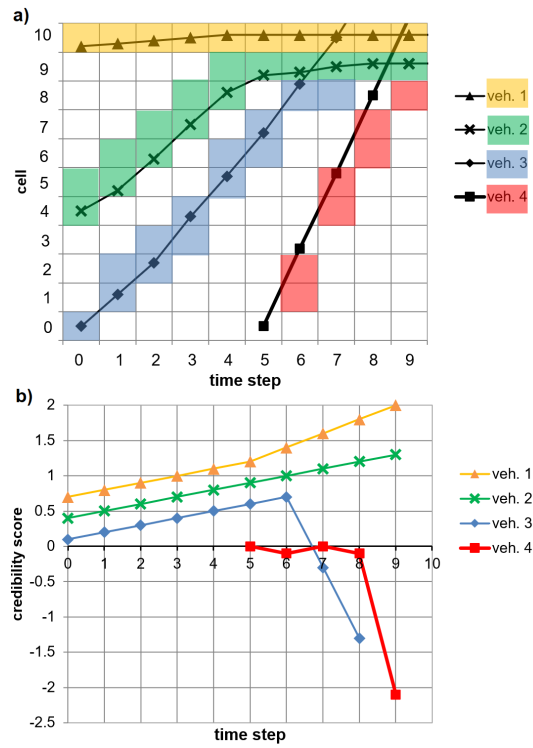 a)
10
9
8
7
6
5
4
3
2
1
0
cell
0 1 2 3 4 5 6 7 8 9
time step
veh. 1
veh. 2
veh. 3
veh. 4
b)
2
1.5
1
0.5
0
-0.5
-1
-1.5
-2
-2.5
credibility score
0 1 2 3 4 5 6 7 8 9 10
time step
veh. 1
veh. 2
veh. 3
veh. 4